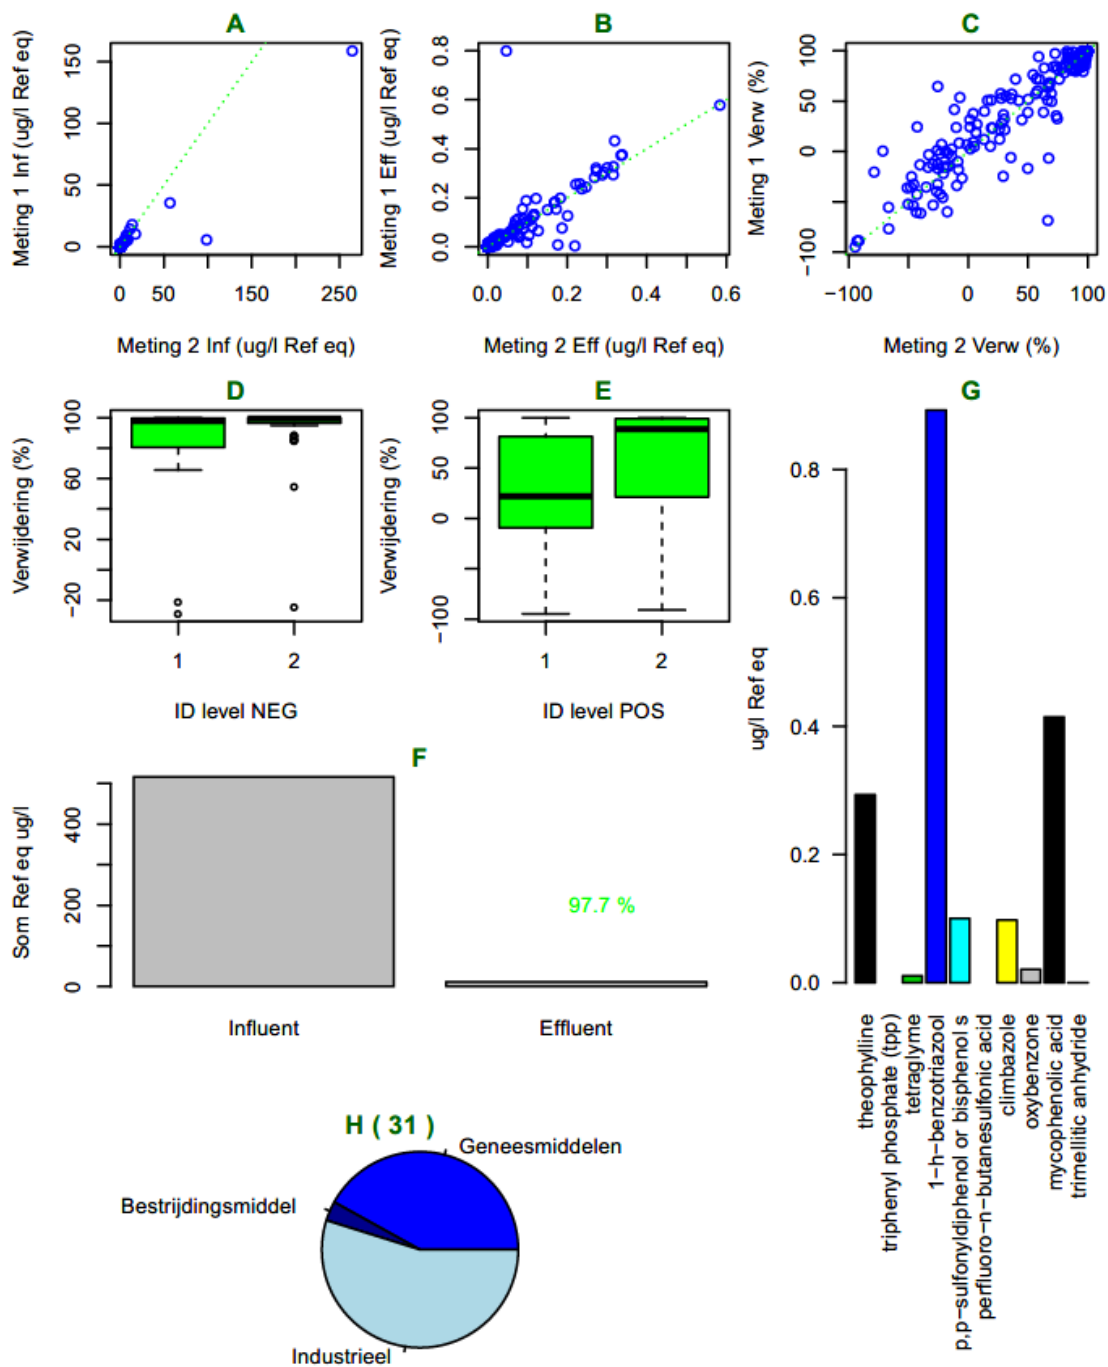 A
B
C
Meting 1 Inf (ug/l Ref eq)
0 50 100 150
0 50 150 250
Meting 2 Inf (ug/l Ref eq)
Meting 1 Eff (ug/l Ref eq)
0.0 0.2 0.4 0.6 0.8
0.0 0.2 0.4 0.6
Meting 2 Eff (ug/l Ref eq)
Meting 1 Verw (%)
−100 0 50 100
−100 0 50 100
Meting 2 Verw (%)
D
E
G
Verwijdering (%)
−20 20 60 100
1 2
ID level NEG
Verwijdering (%)
−100 0 50 100
1 2
ID level POS
F
Som Ref eq ug/l
0 200 400
97.7 %
Influent
Effluent
ug/l Ref eq
0.0 0.2 0.4 0.6 0.8
theophylline
triphenyl phosphate (tpp)
tetraglyme
1−h−benzotriazool
p,p−sulfonyldiphenol or bisphenol s
perfluoro−n−butanesulfonic acid
climbazole
oxybenzone
mycophenolic acid
trimellitic anhydride
H ( 31 )
Geneesmiddelen
Bestrijdingsmiddel
Industrieel